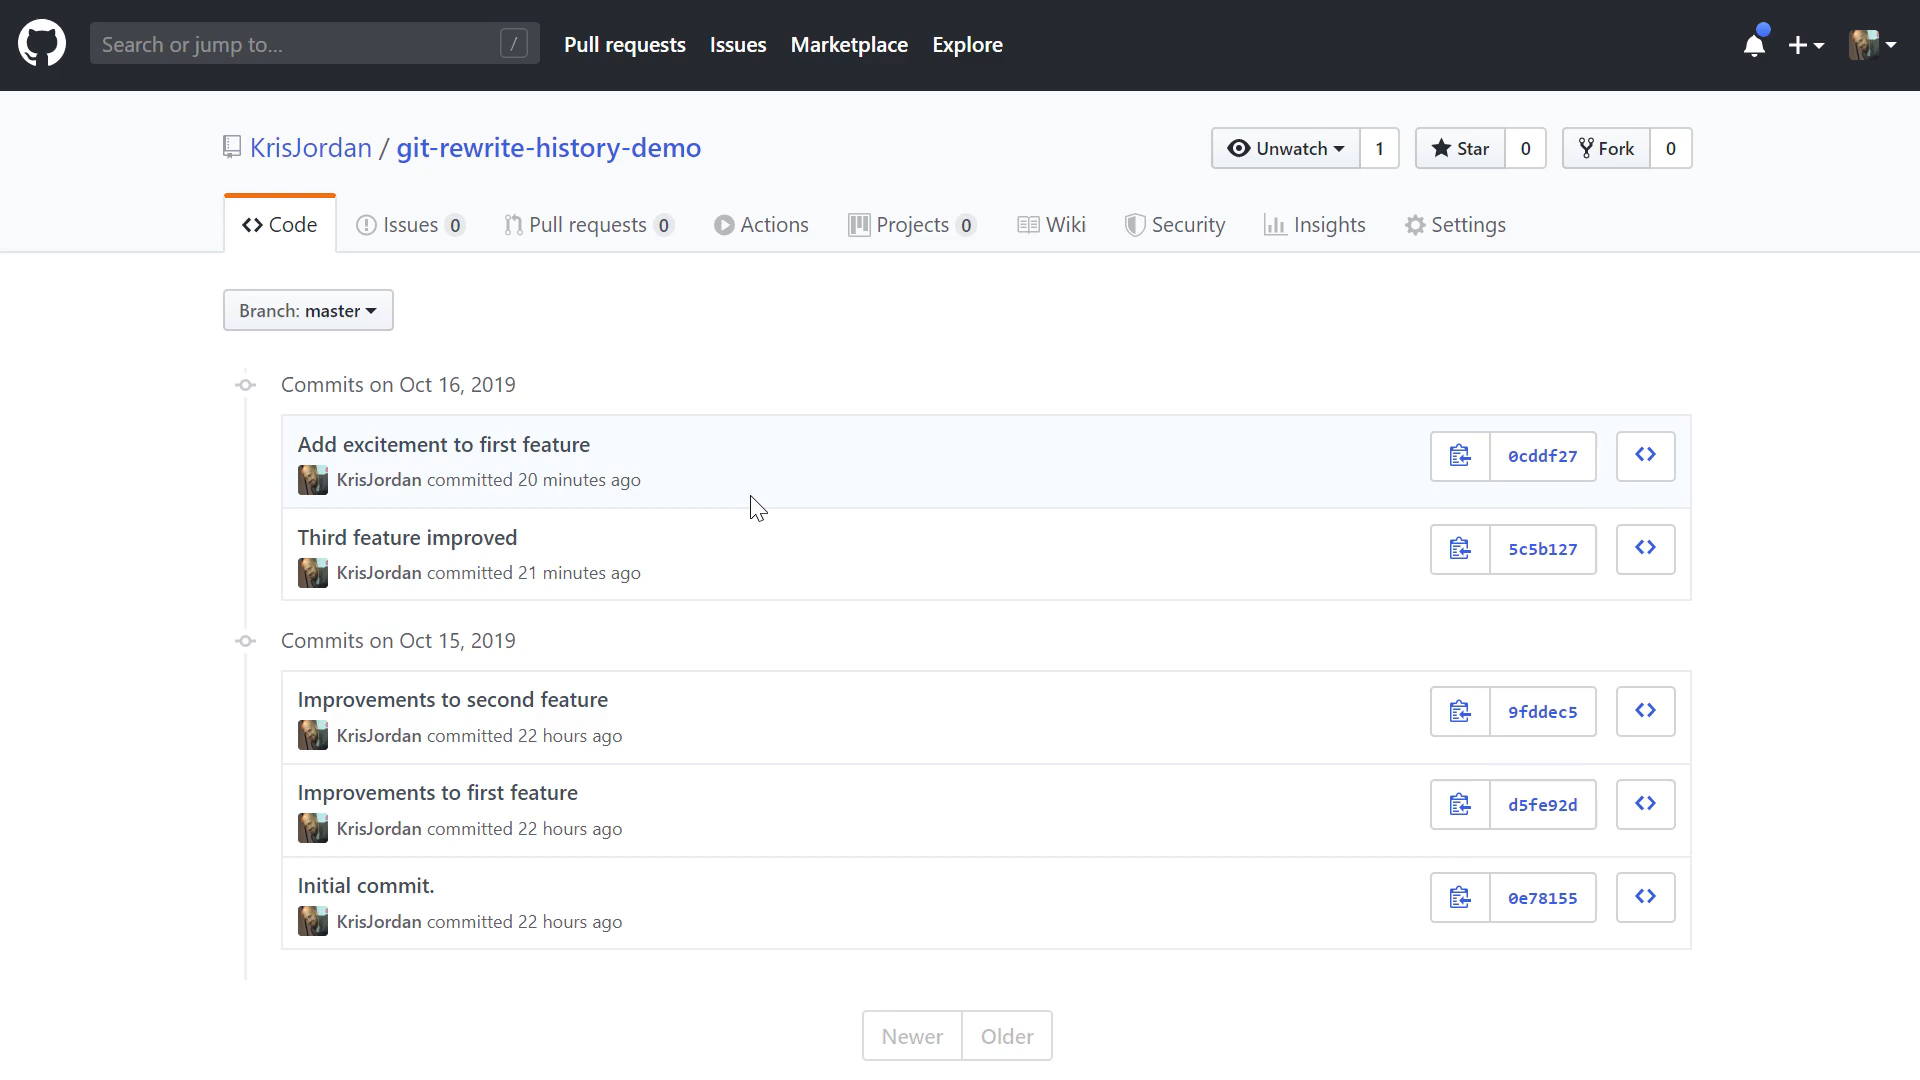 Search or jump to... /
Pull requests Issues Marketplace Explore
KrisJordan / git-rewrite-history-demo
Unwatch 1 Star 0 Fork 0
Code Issues 0 Pull requests 0 Actions Projects 0 Wiki Security Insights Settings
Branch: master
Commits on Oct 16, 2019
Add excitement to first feature
KrisJordan committed 20 minutes ago
0cddf27
Third feature improved
KrisJordan committed 21 minutes ago
5c5b127
Commits on Oct 15, 2019
Improvements to second feature
KrisJordan committed 22 hours ago
9fddec5
Improvements to first feature
KrisJordan committed 22 hours ago
d5fe92d
Initial commit.
KrisJordan committed 22 hours ago
0e78155
Newer Older